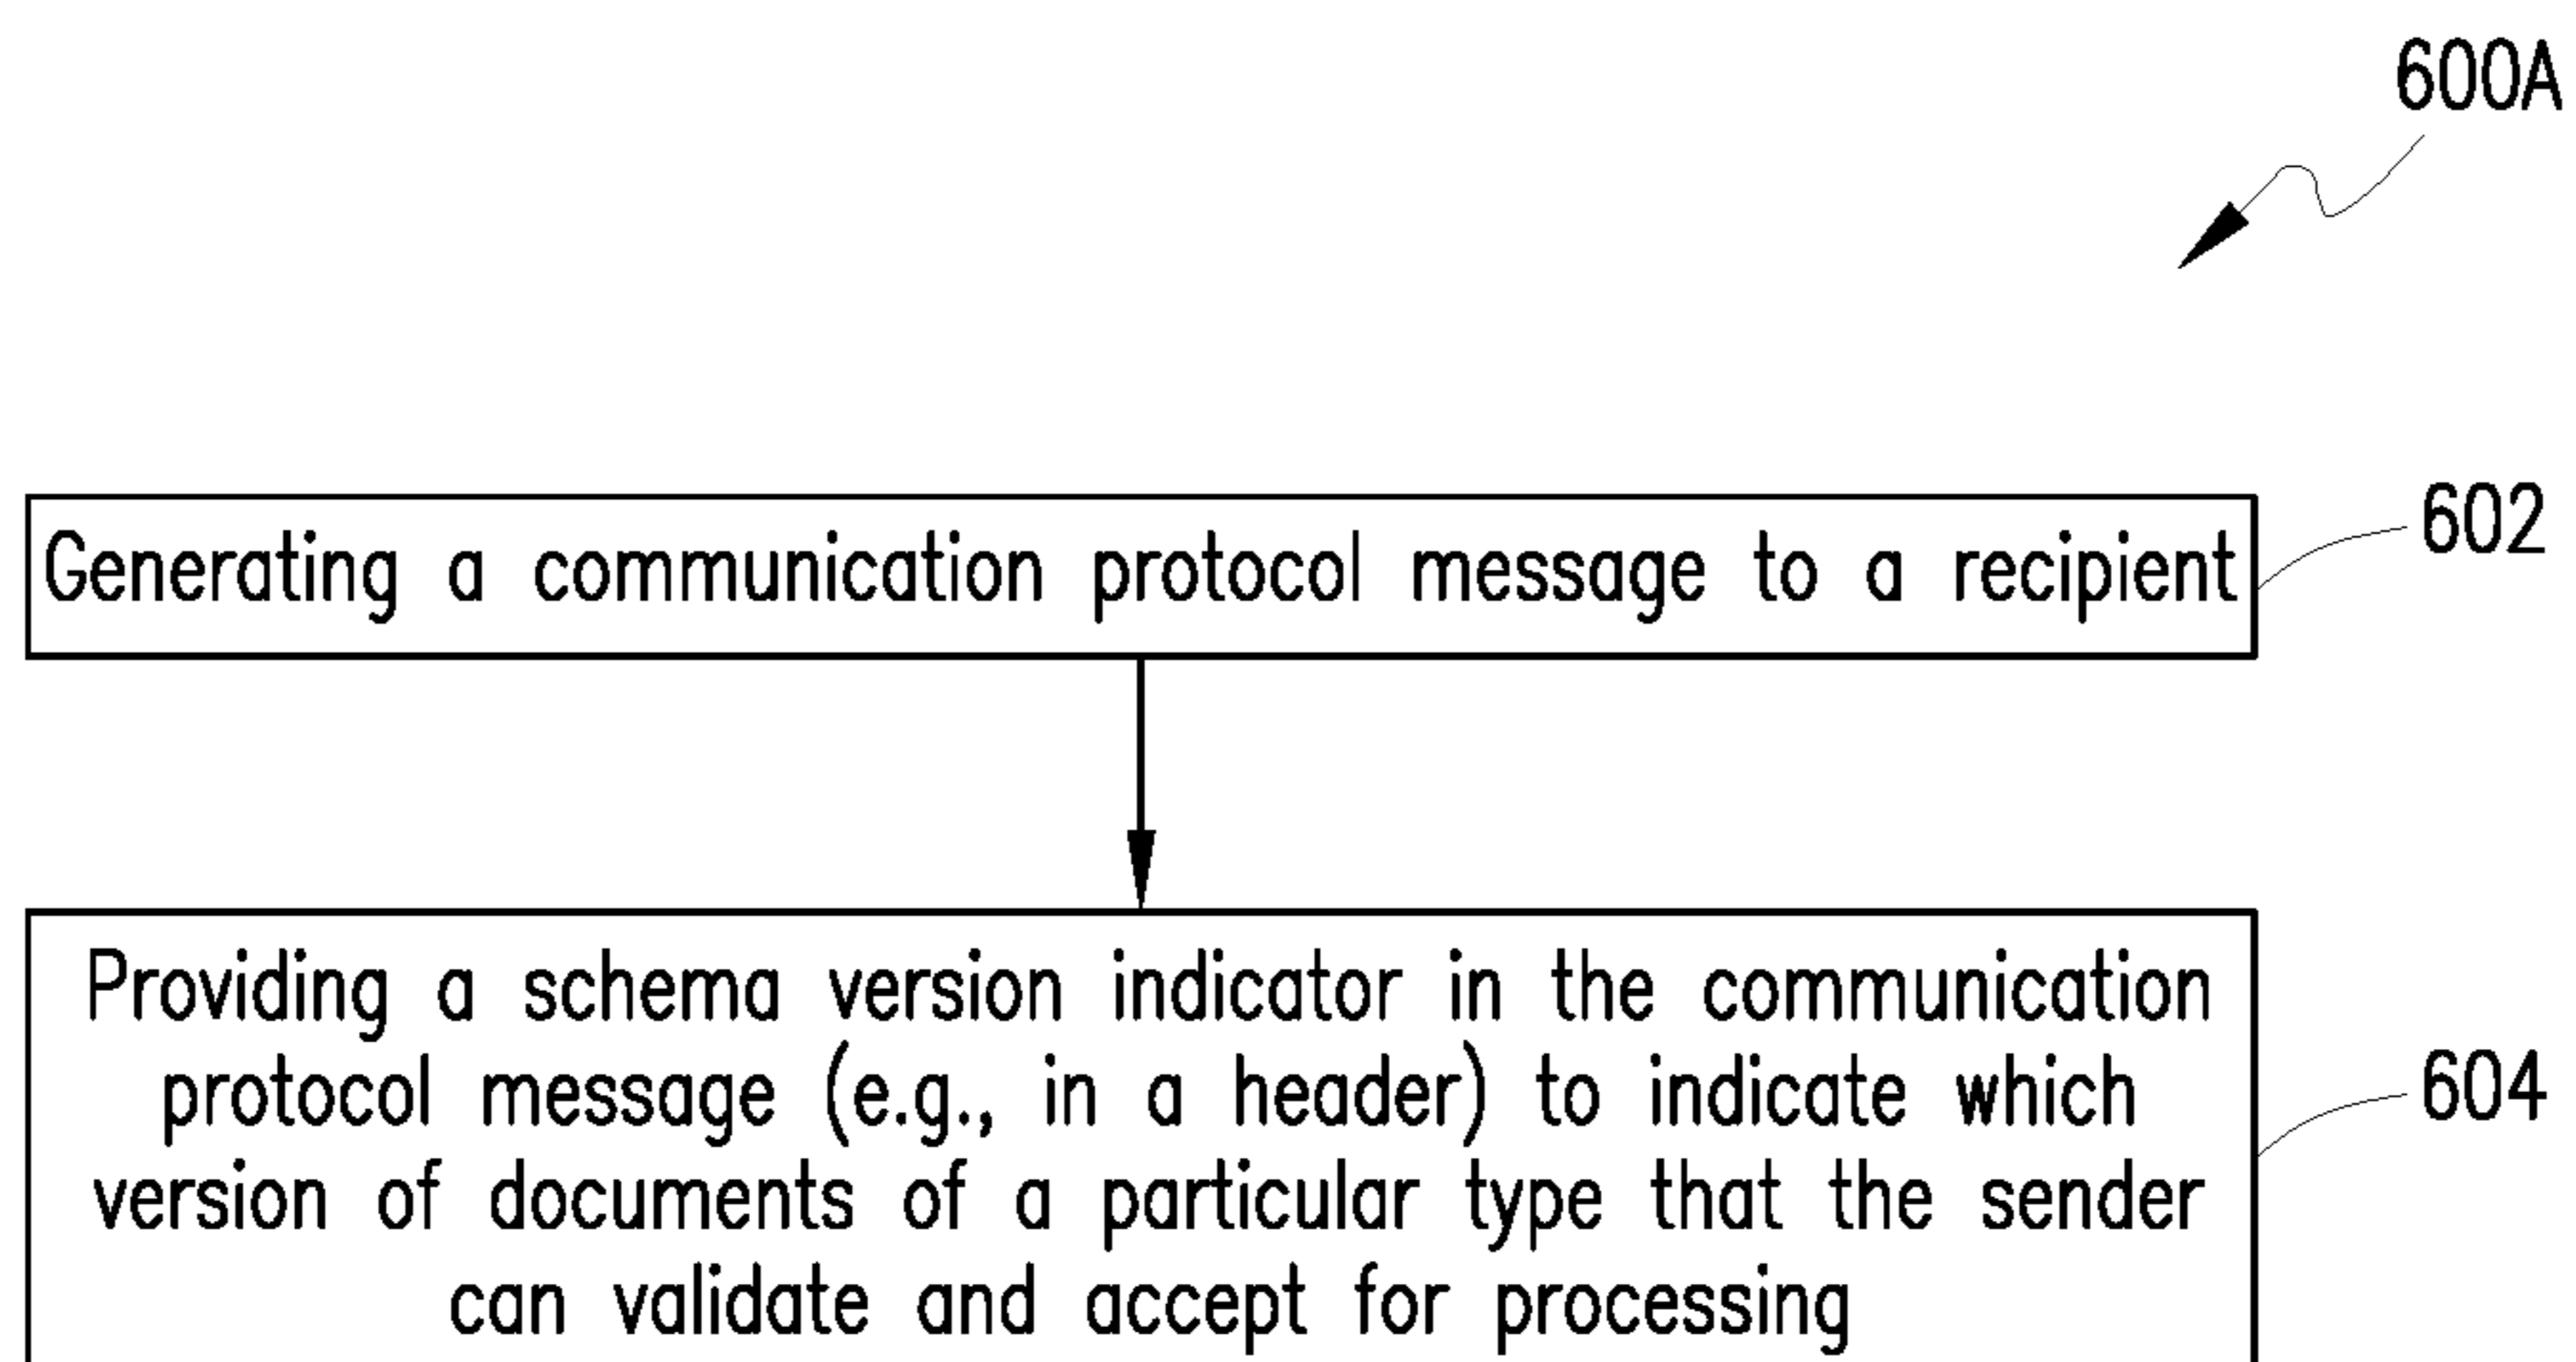 600A
Generating a communication protocol message to a recipient
602
Providing a schema version indicator in the communication
protocol message (e.g., in a header) to indicate which
version of documents of a particular type that the sender
can validate and accept for processing
604